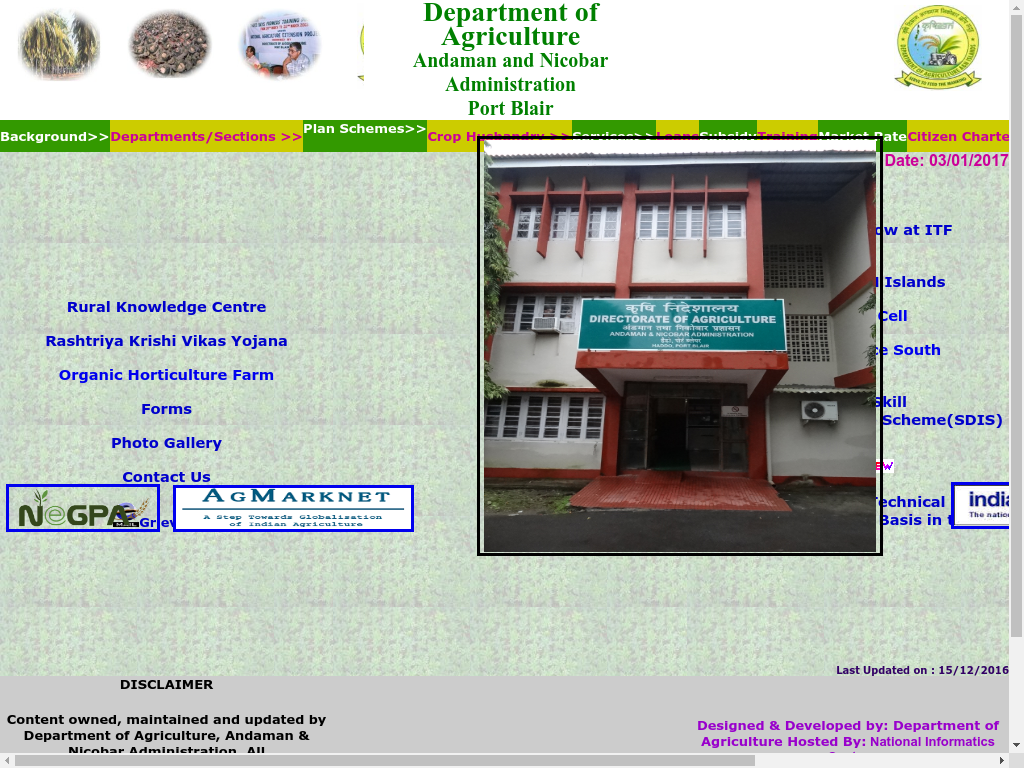 Department of
Agriculture
Andaman and Nicobar
Administration
Port Blair
Background>> Departments/Sections >> Plan Schemes>> Crop Husbandry >> Services>> Loans Subsidy Training Market Rate Citizen Charte
Date: 03/01/2017
ow at ITF
Islands
Cell
South
Skill
Scheme(SDIS)
Technical
Basis in
Rural Knowledge Centre
Rashtriya Krishi Vikas Yojana
Organic Horticulture Farm
Forms
Photo Gallery
Contact Us
Griev
NeGPA
AGMARKNET
A Step Towards Globalisation
of Indian Agriculture
कृषि निदेशालय
DIRECTORATE OF AGRICULTURE
अंडमान तथा निकोबार प्रशासन
ANDAMAN & NICOBAR ADMINISTRATION
HADDO, PORT BLAIR
india
The nation
Last Updated on : 15/12/2016
DISCLAIMER
Content owned, maintained and updated by
Department of Agriculture, Andaman &
Nicobar Administration. All
Designed & Developed by: Department of
Agriculture Hosted By: National Informatics